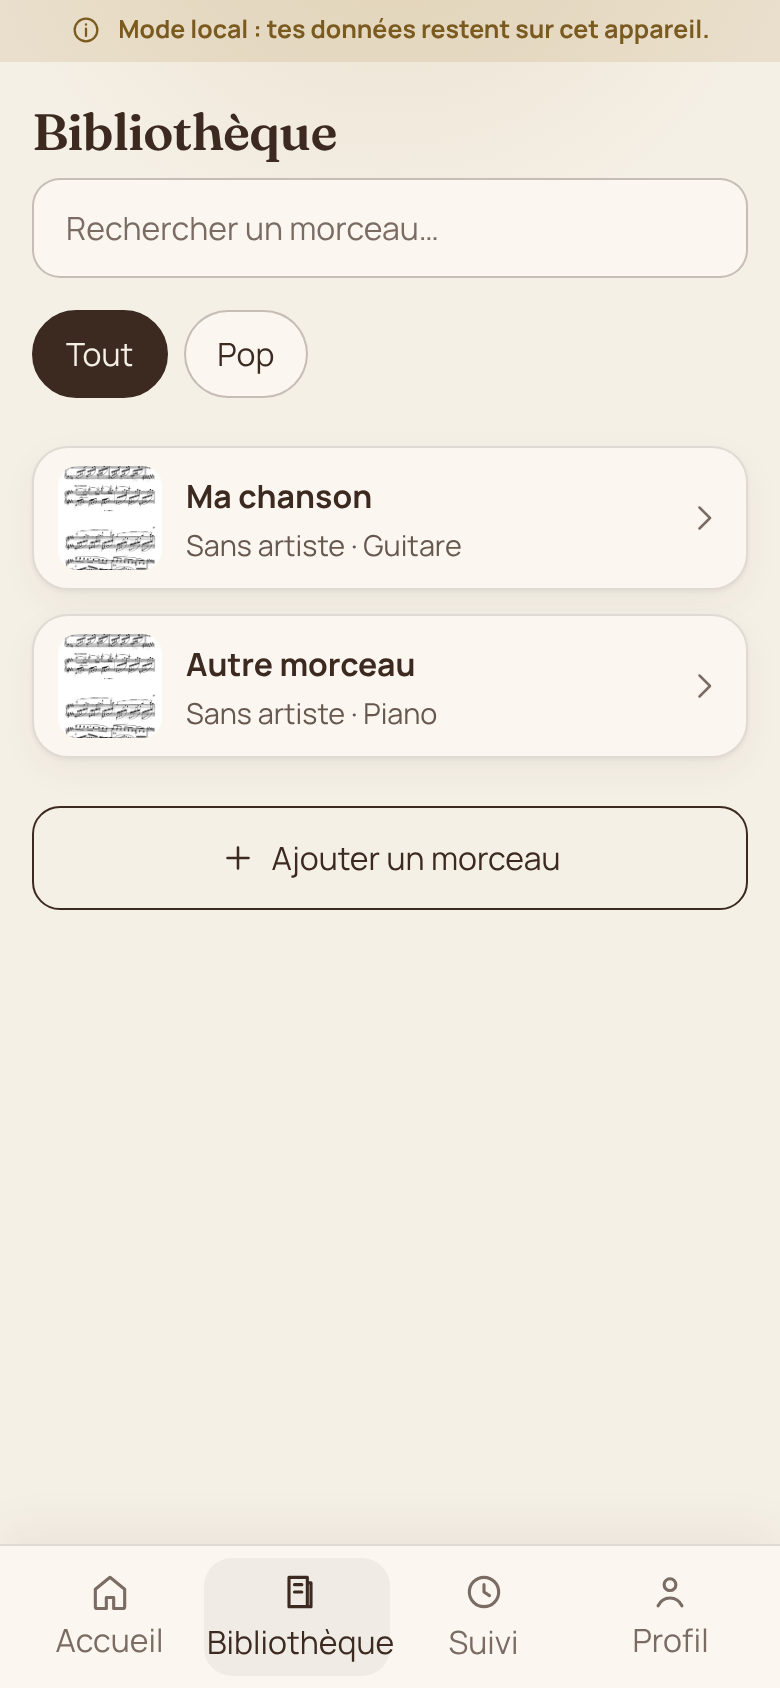 Mode local : tes données restent sur cet appareil.
Bibliothèque
Rechercher un morceau…
Tout
Pop
Ma chanson
Sans artiste · Guitare
Autre morceau
Sans artiste · Piano
Ajouter un morceau
Accueil
Bibliothèque
Suivi
Profil